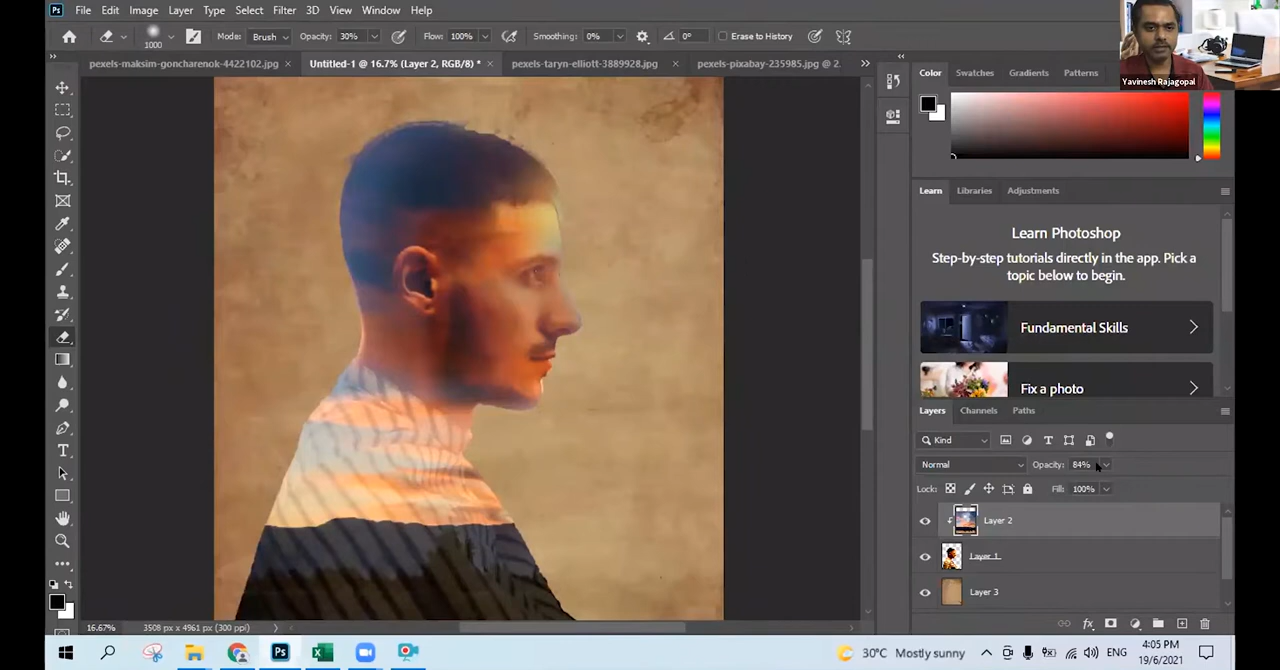 Ps File Edit Image Layer Type Select Filter 3D View Window Help
1000 Mode: Brush Opacity: 30% Flow: 100% Smoothing: 0% 0° Erase to History
Yavinesh Rajagopal
pexels-maksim-goncharenok-4422102.jpg × Untitled-1 @ 16.7% (Layer 2, RGB/8) * × pexels-taryn-elliott-3889928.jpg × pexels-pixabay-235985.jpg @ 2.
Color Swatches Gradients Patterns
Learn Libraries Adjustments
Learn Photoshop
Step-by-step tutorials directly in the app. Pick a
topic below to begin.
Fundamental Skills
Fix a photo
Layers Channels Paths
Kind
Normal Opacity: 84%
Lock: Fill: 100%
Layer 2
Layer 1
Layer 3
16.67% 3508 px x 4961 px (300 ppi)
Ps 30°C Mostly sunny ENG 4:05 PM
19/6/2021